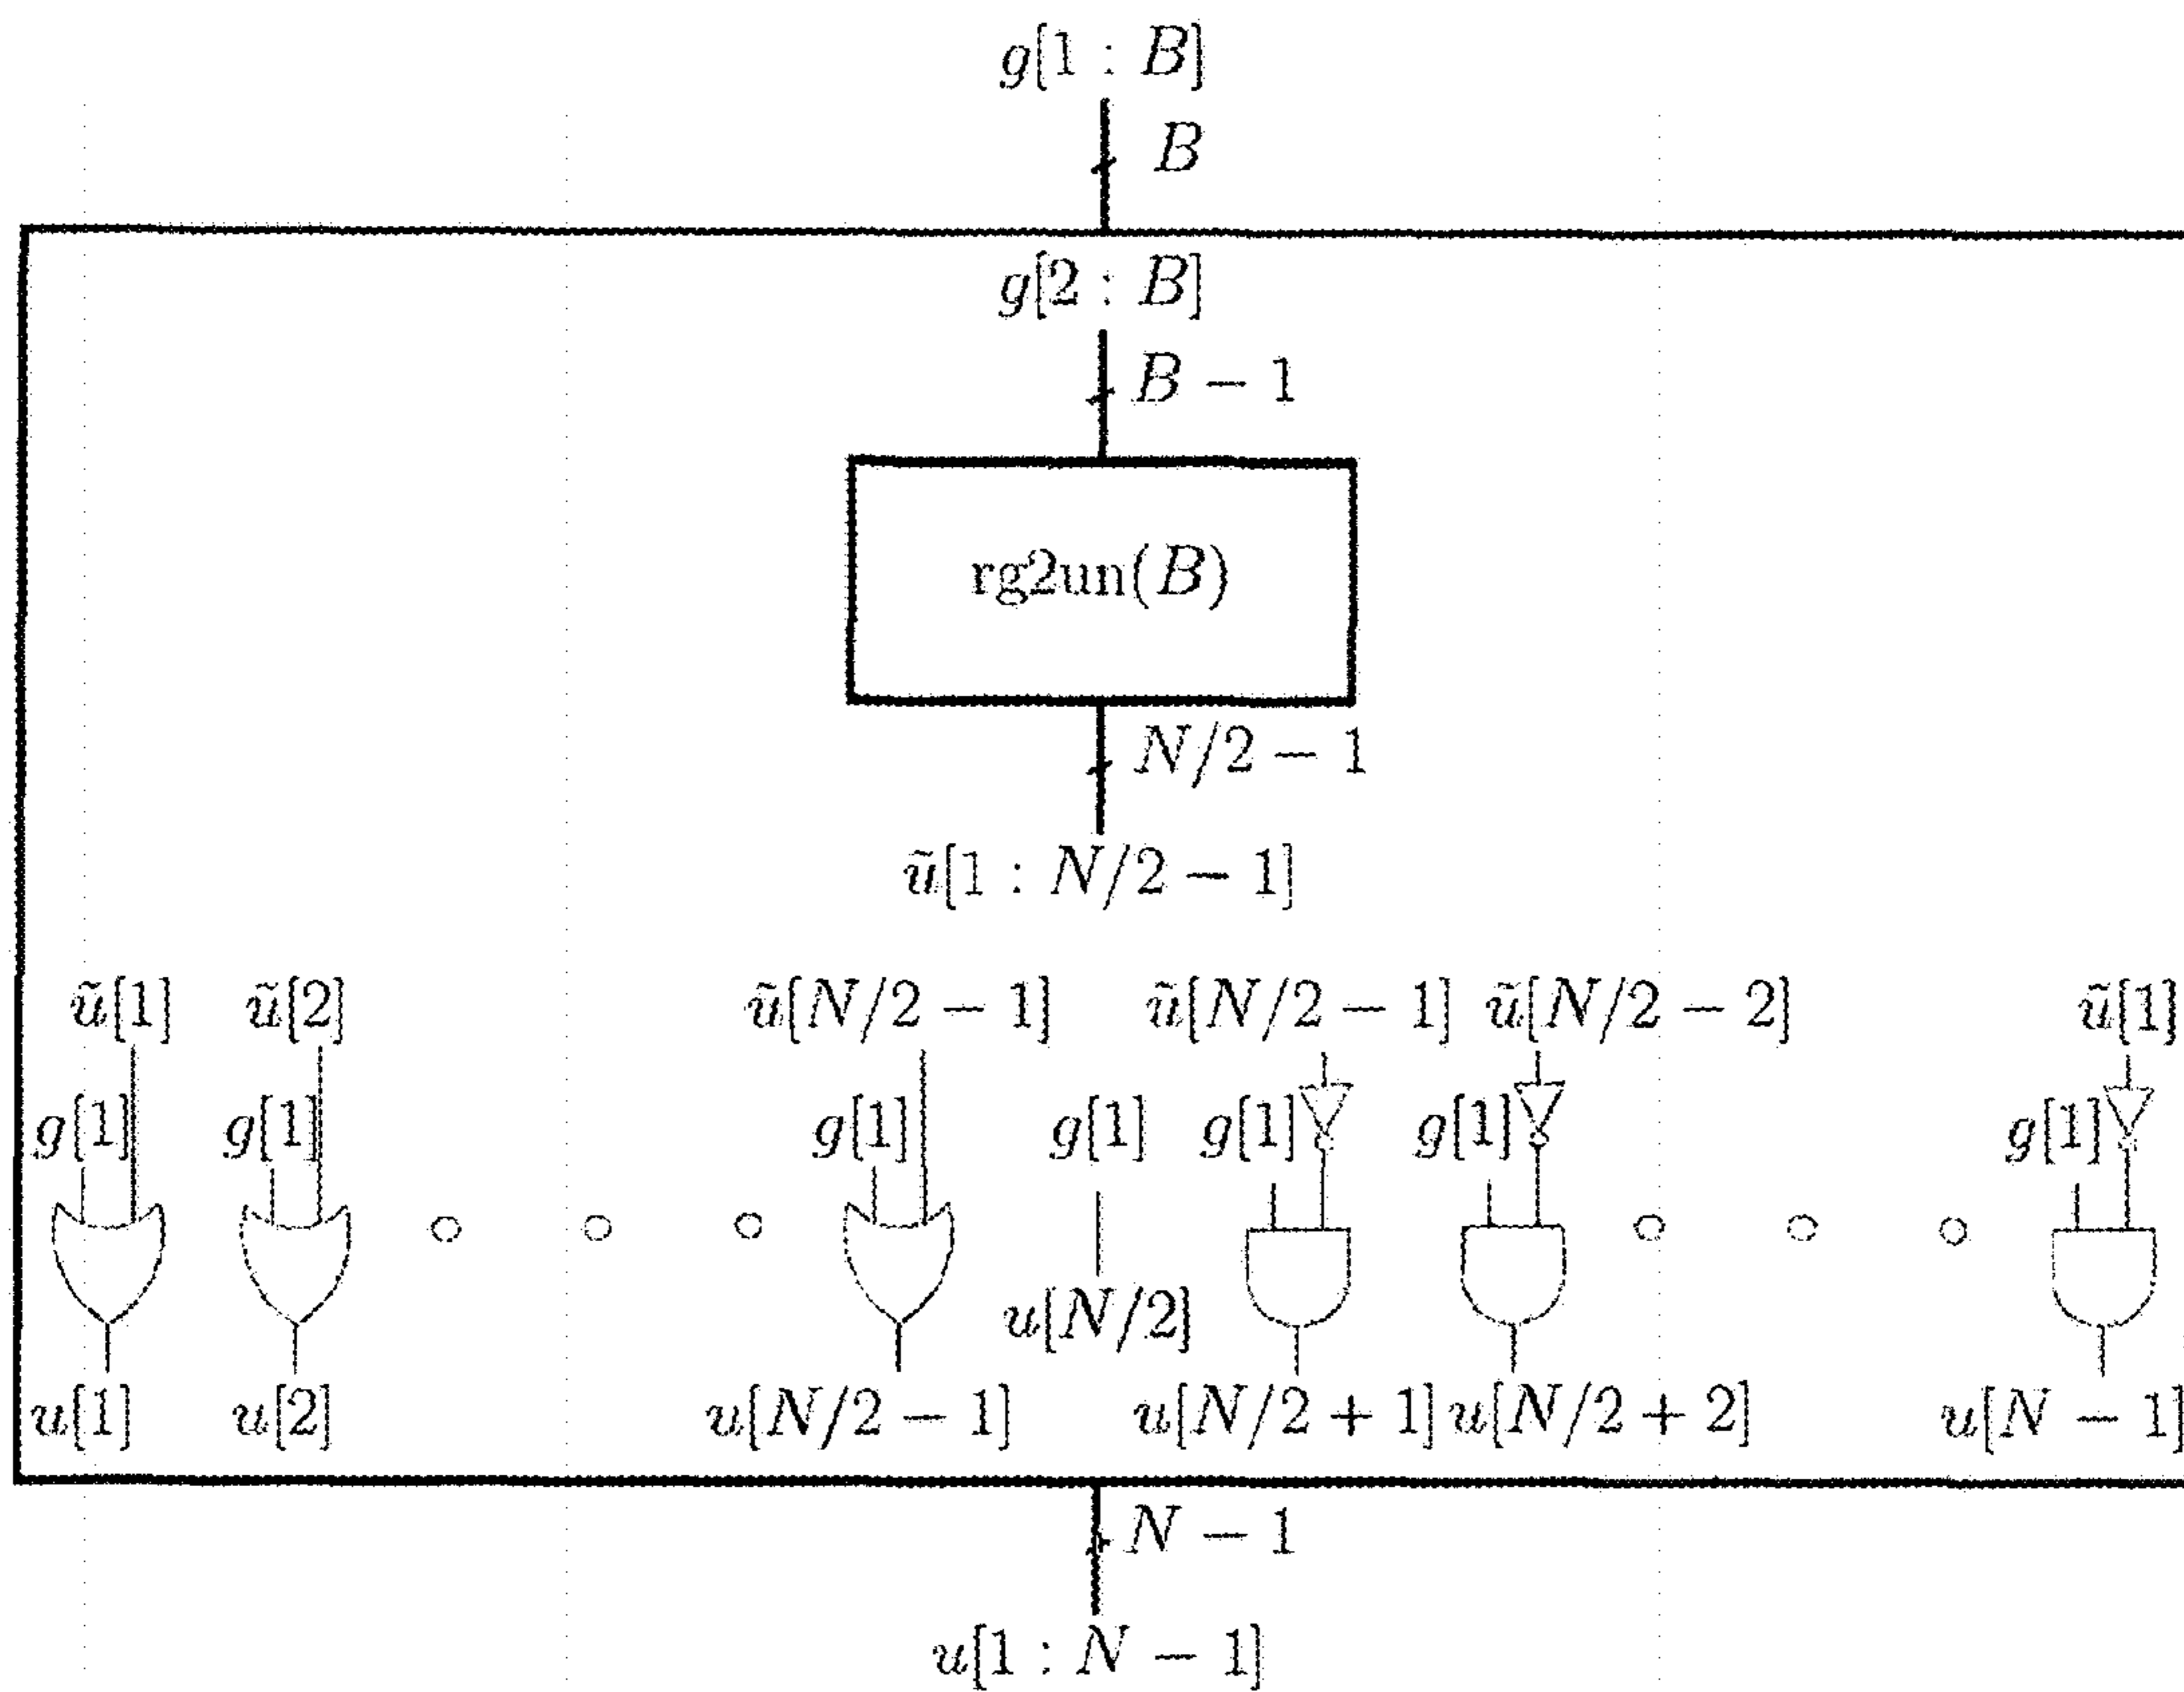 g[1 : B]
B
g[2 : B]
B − 1
rg2un(B)
N/2 − 1
ũ[1 : N/2 − 1]
ũ[1] ũ[2] ũ[N/2 − 1] ũ[N/2 − 1] ũ[N/2 − 2] ũ[1]
g[1] g[1] g[1] g[1] g[1] g[1] g[1]
u[N/2]
u[1] u[2] u[N/2 − 1] u[N/2 + 1] u[N/2 + 2] u[N − 1]
N − 1
u[1 : N − 1]